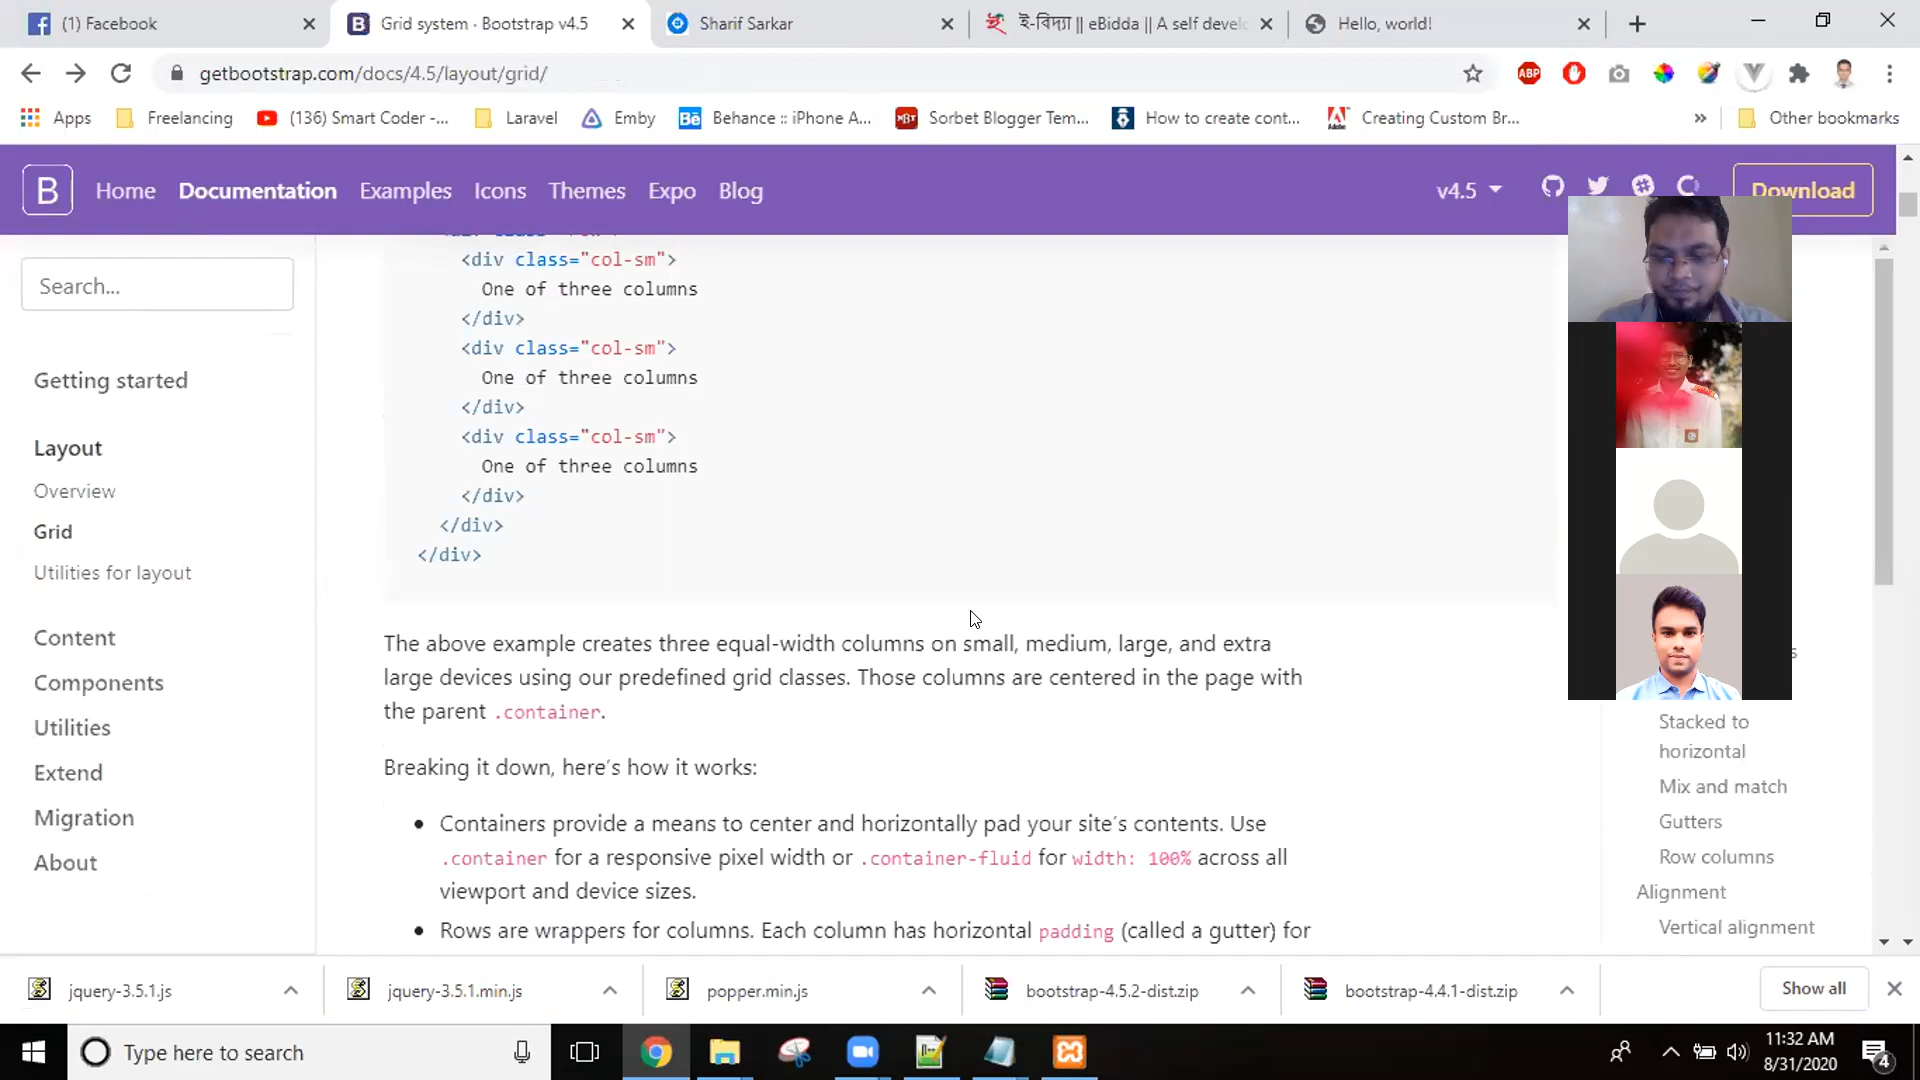 (1) Facebook
Grid system · Bootstrap v4.5
Sharif Sarkar
ই-বিদ্যা || eBidda || A self devel
Hello, world!
getbootstrap.com/docs/4.5/layout/grid/
ABP
Apps
Freelancing
(136) Smart Coder -...
Laravel
Emby
Behance :: iPhone A...
Sorbet Blogger Tem...
How to create cont...
Creating Custom Br...
Other bookmarks
B
Home
Documentation
Examples
Icons
Themes
Expo
Blog
v4.5
Download
Search...
Getting started
Layout
Overview
Grid
Utilities for layout
Content
Components
Utilities
Extend
Migration
About
<div class="col-sm">
One of three columns
</div>
<div class="col-sm">
One of three columns
</div>
<div class="col-sm">
One of three columns
</div>
</div>
</div>
The above example creates three equal-width columns on small, medium, large, and extra
large devices using our predefined grid classes. Those columns are centered in the page with
the parent .container.
Breaking it down, here’s how it works:
• Containers provide a means to center and horizontally pad your site’s contents. Use
.container for a responsive pixel width or .container-fluid for width: 100% across all
viewport and device sizes.
• Rows are wrappers for columns. Each column has horizontal padding (called a gutter) for
Stacked to
horizontal
Mix and match
Gutters
Row columns
Alignment
Vertical alignment
jquery-3.5.1.js
jquery-3.5.1.min.js
popper.min.js
bootstrap-4.5.2-dist.zip
bootstrap-4.4.1-dist.zip
Show all
Type here to search
11:32 AM
8/31/2020
4